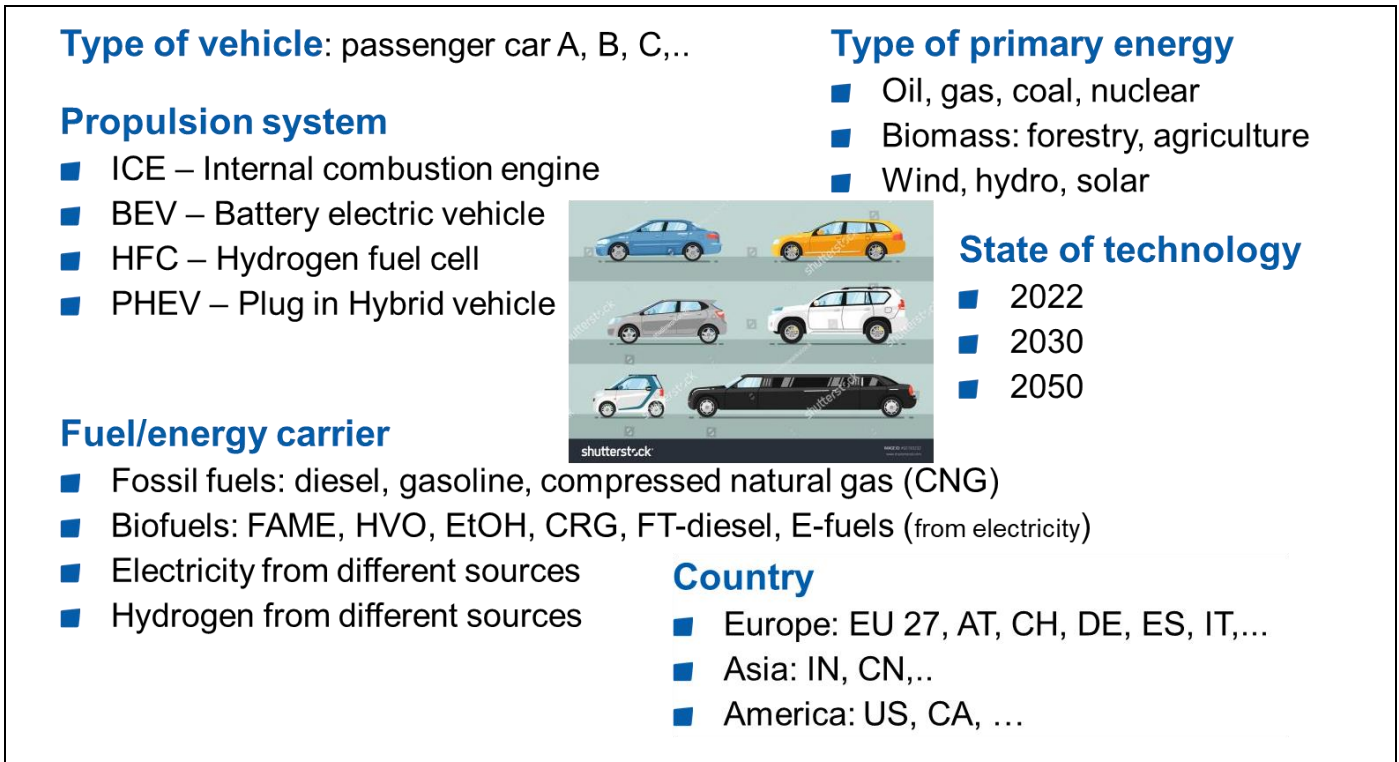 Type of vehicle: passenger car A, B, C,..
Propulsion system
ICE – Internal combustion engine
BEV – Battery electric vehicle
HFC – Hydrogen fuel cell
PHEV – Plug in Hybrid vehicle
Type of primary energy
Oil, gas, coal, nuclear
Biomass: forestry, agriculture
Wind, hydro, solar
State of technology
2022
2030
2050
shutterstock
Fuel/energy carrier
Fossil fuels: diesel, gasoline, compressed natural gas (CNG)
Biofuels: FAME, HVO, EtOH, CRG, FT-diesel, E-fuels (from electricity)
Electricity from different sources
Hydrogen from different sources
Country
Europe: EU 27, AT, CH, DE, ES, IT,...
Asia: IN, CN,..
America: US, CA, …